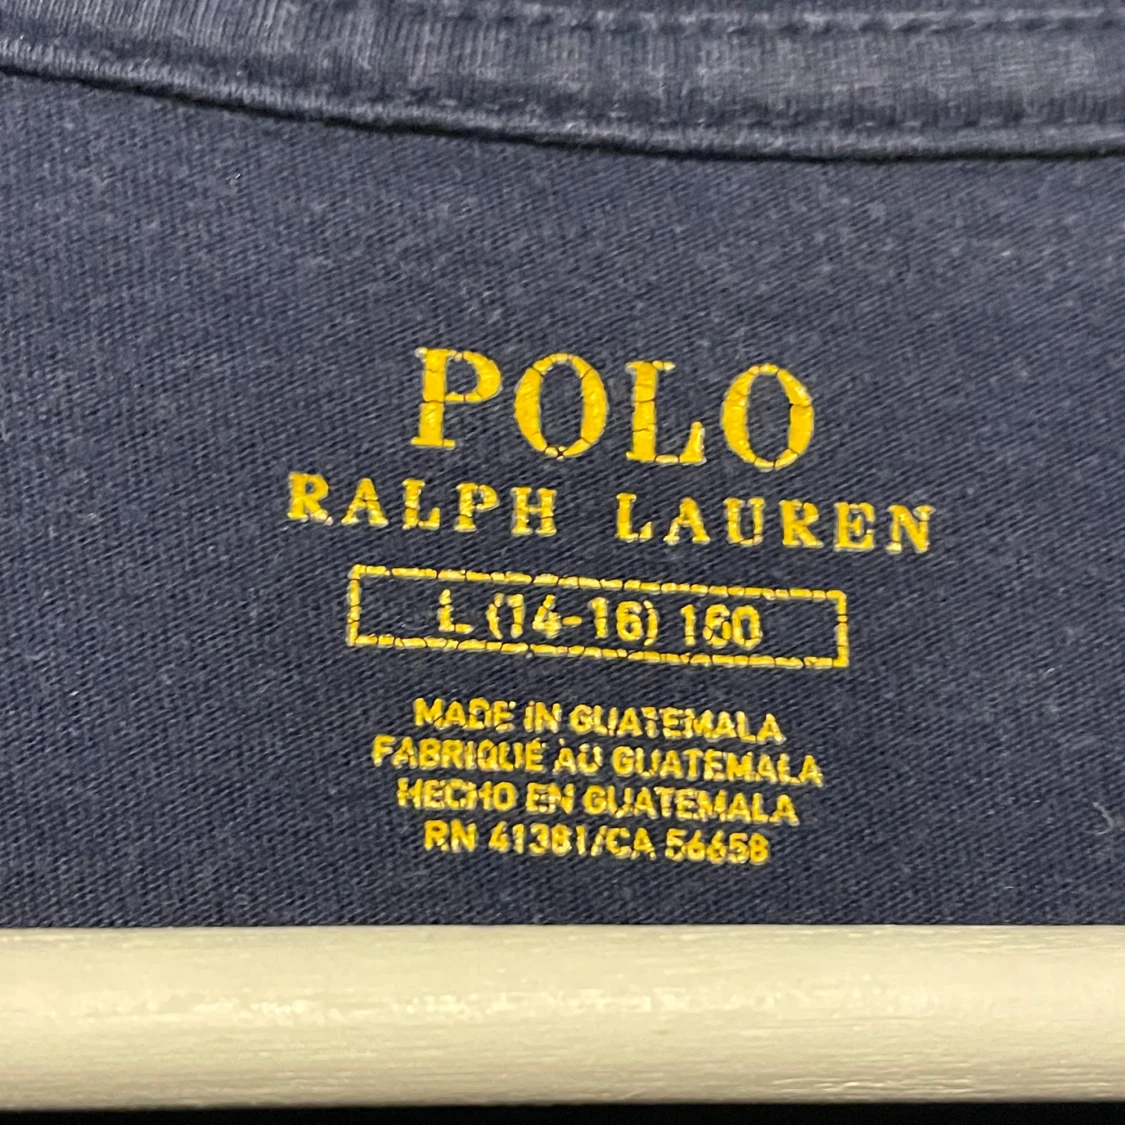 POLO
RALPH LAUREN
L (14-16) 160
MADE IN GUATEMALA
FABRIQUÉ AU GUATEMALA
HECHO EN GUATEMALA
RN 41381/CA 56658